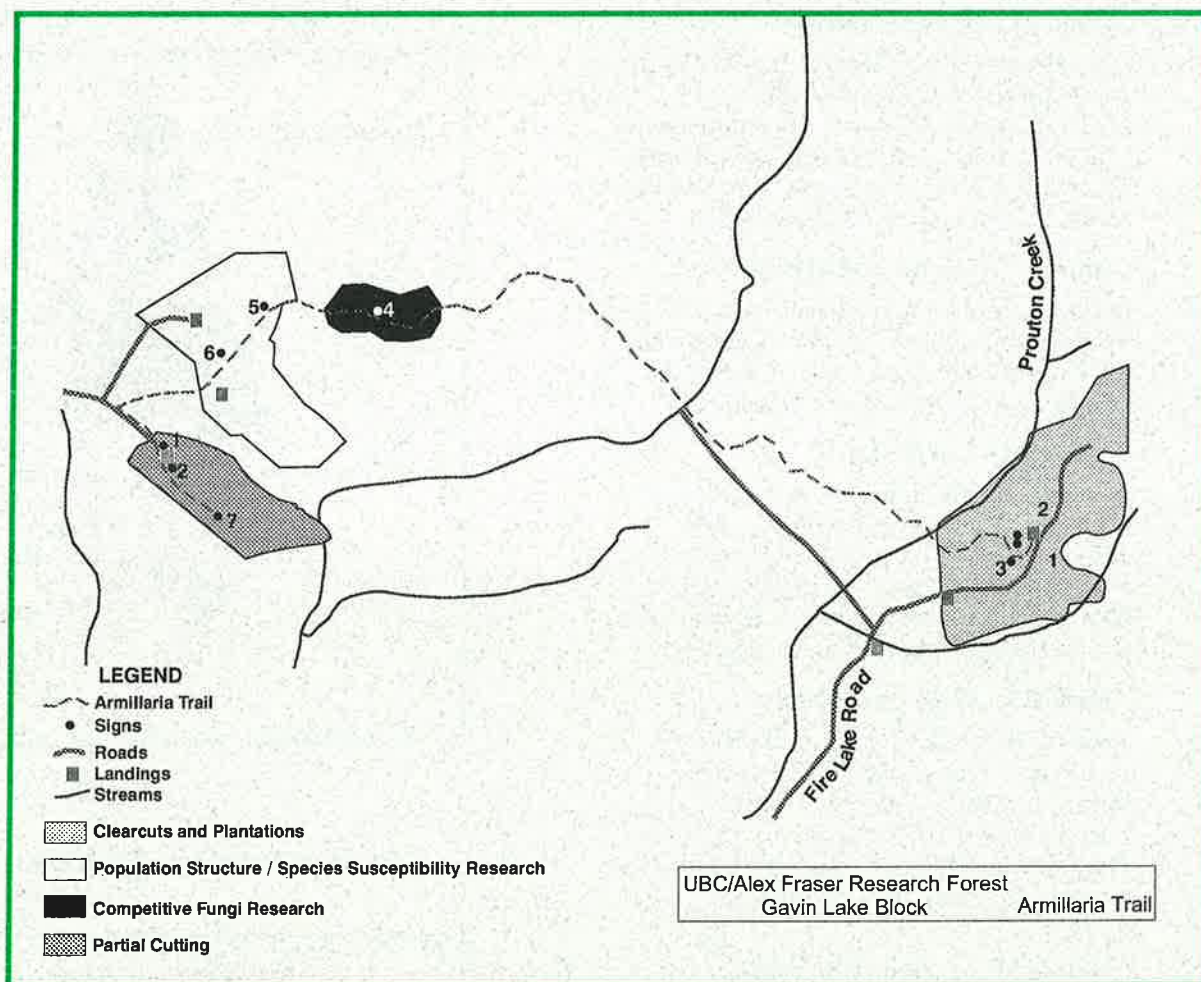 5
4
6
1
2
7
Prouton Creek
2
1
3
Fire Lake Road
LEGEND
Armillaria Trail
Signs
Roads
Landings
Streams
Clearcuts and Plantations
Population Structure / Species Susceptibility Research
Competitive Fungi Research
Partial Cutting
UBC/Alex Fraser Research Forest
Gavin Lake Block Armillaria Trail